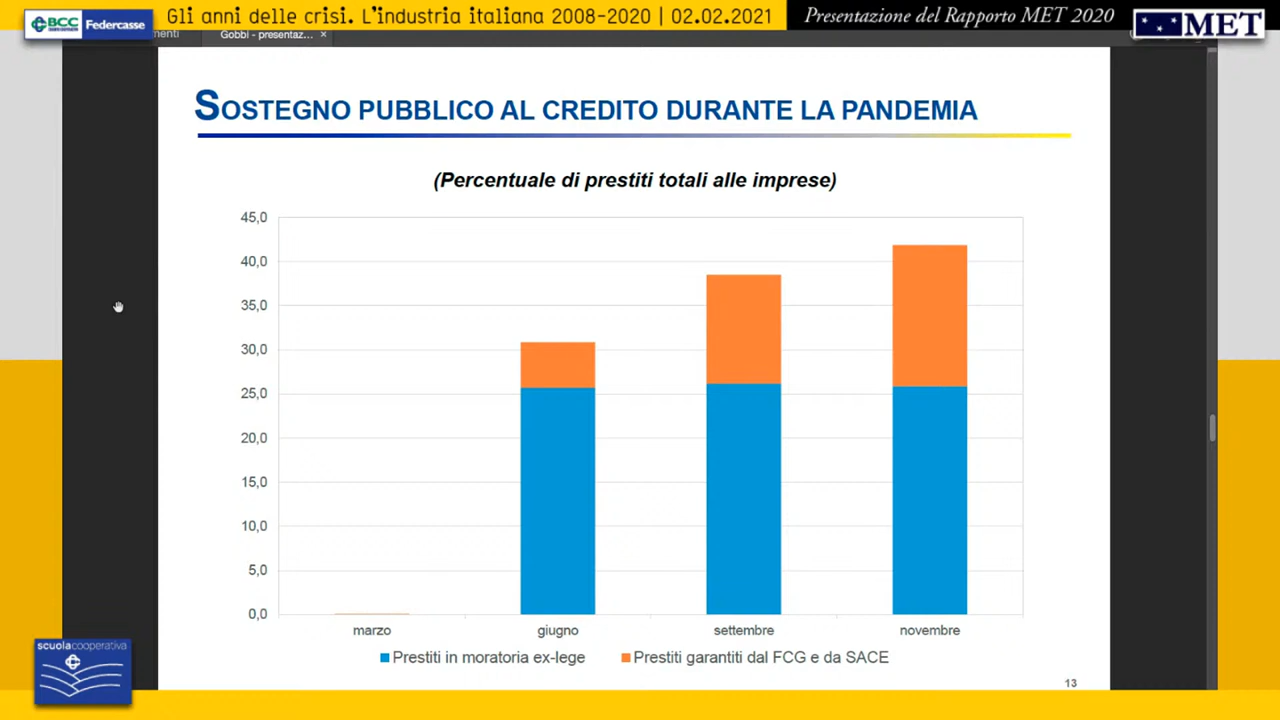 BCC
Federcasse
Gli anni delle crisi. L'industria italiana 2008-2020 | 02.02.2021
Presentazione del Rapporto MET 2020
MET
menti
Gobbi - presentaz... ×
SOSTEGNO PUBBLICO AL CREDITO DURANTE LA PANDEMIA
(Percentuale di prestiti totali alle imprese)
45,0
40,0
35,0
30,0
25,0
20,0
15,0
10,0
5,0
0,0
marzo giugno settembre novembre
Prestiti in moratoria ex-lege Prestiti garantiti dal FCG e da SACE
13
scuolacooperativa